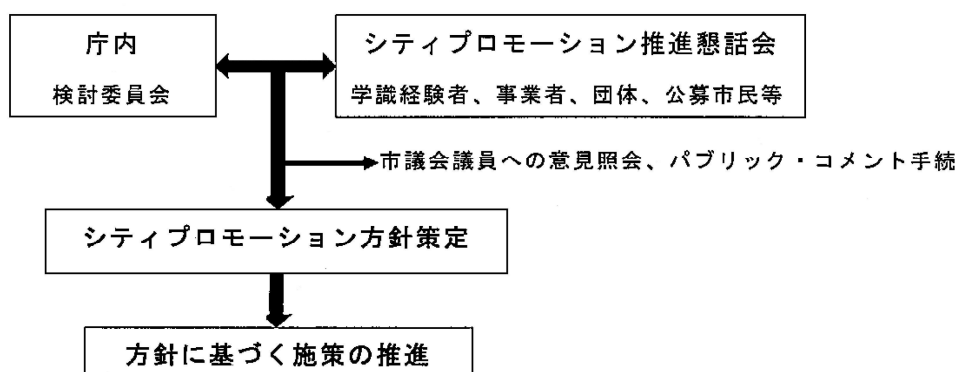 庁内
検討委員会
シティプロモーション推進懇話会
学識経験者、事業者、団体、公募市民等
市議会議員への意見照会、パブリック・コメント手続
シティプロモーション方針策定
方針に基づく施策の推進